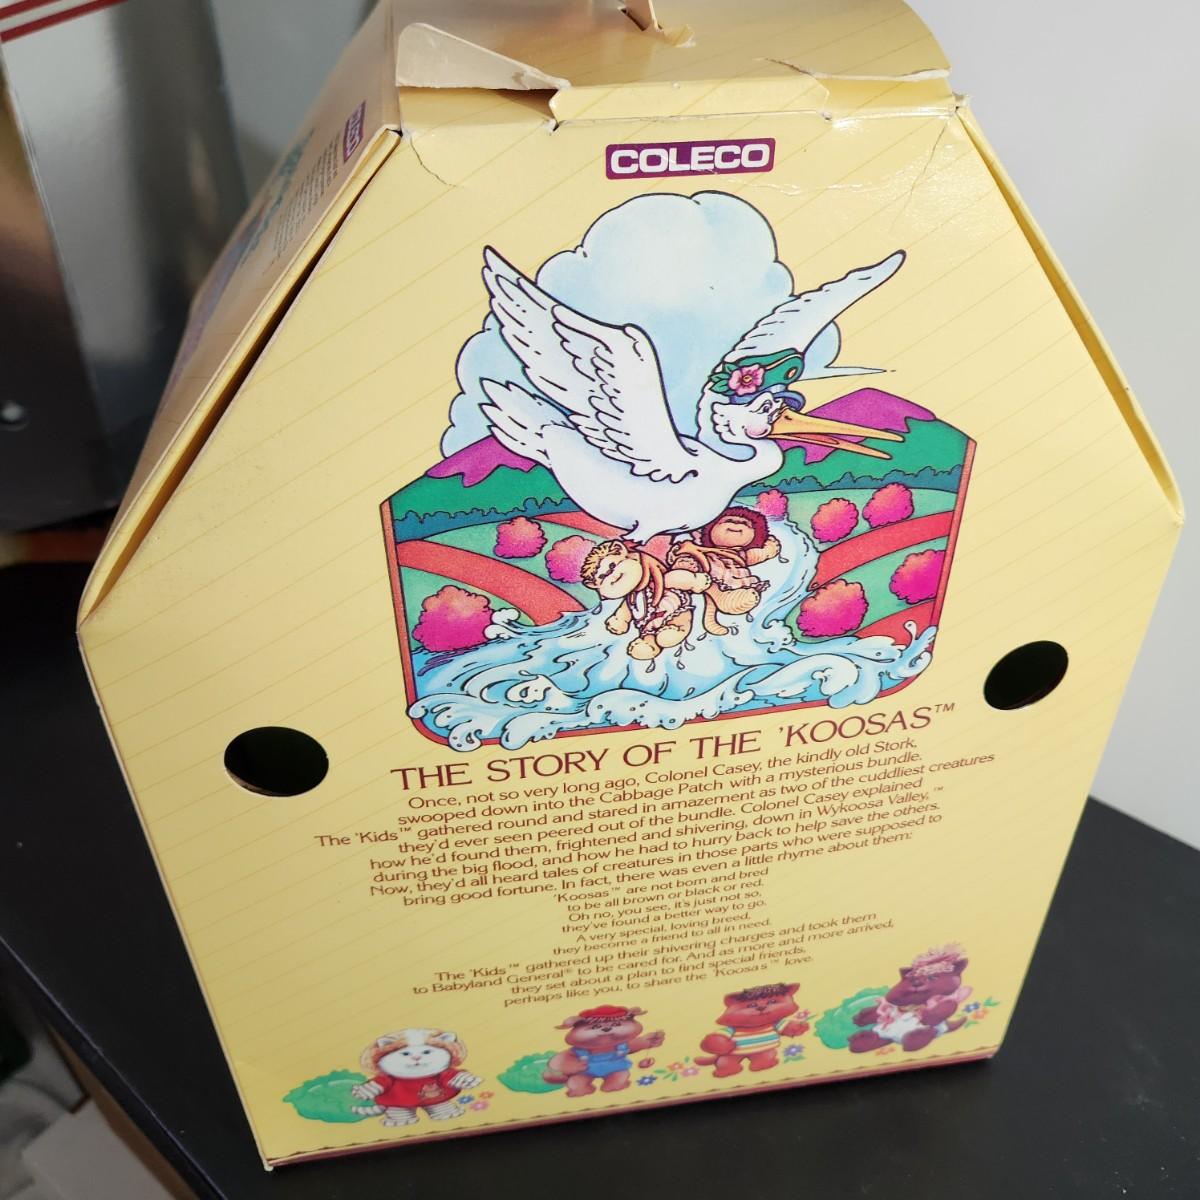 COLECO
COLECO
THE STORY OF THE 'KOOSAS™
Once, not so very long ago, Colonel Casey, the kindly old Stork,
swooped down into the Cabbage Patch with a mysterious bundle.
The 'Kids™ gathered round and stared in amazement as two of the cuddliest creatures
they'd ever seen peered out of the bundle. Colonel Casey explained
how he'd found them, frightened and shivering, down in Wykoosa Valley,™
during the big flood, and how he had to hurry back to help save the others.
Now, they'd all heard tales of creatures in those parts who were supposed to
bring good fortune. In fact, there was even a little rhyme about them:
'Koosas™ are not born and bred
to be all brown or black or red.
Oh no, you see, it's just not so,
they've found a better way to go.
A very special, loving breed,
they become a friend to all in need.
The 'Kids™ gathered up their shivering charges and took them
to Babyland General® to be cared for. And as more and more arrived,
they set about a plan to find special friends,
perhaps like you, to share the 'Koosas™ love.